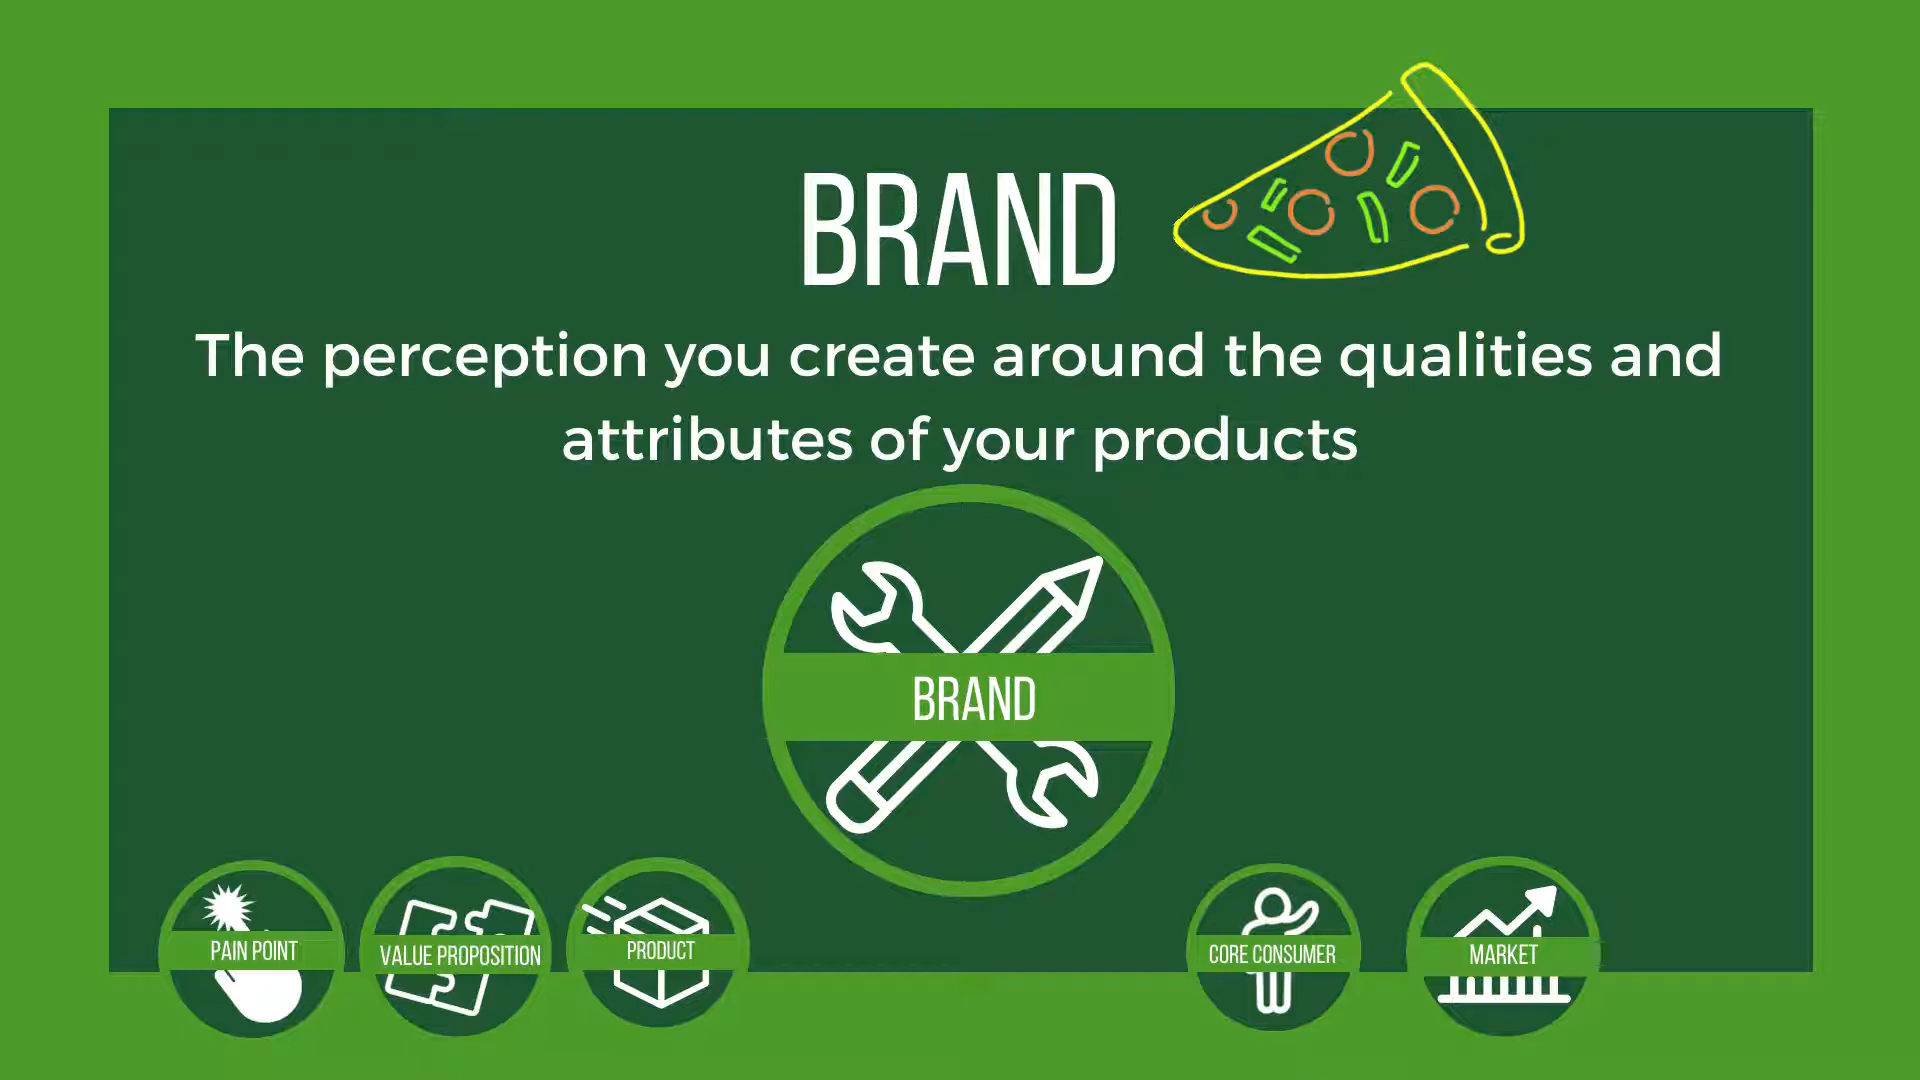 BRAND
The perception you create around the qualities and
attributes of your products
BRAND
PAIN POINT
VALUE PROPOSITION
PRODUCT
CORE CONSUMER
MARKET